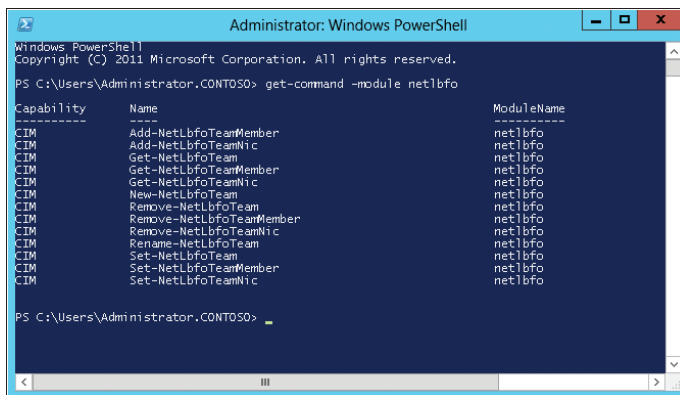 Administrator: Windows PowerShell
Windows PowerShell
Copyright (C) 2011 Microsoft Corporation. All rights reserved.
PS C:\Users\Administrator.CONTOSO> get-command -module netlbfo
Capability Name ModuleName
---------- ---- ----------
CIM Add-NetLbfoTeamMember netlbfo
CIM Add-NetLbfoTeamNic netlbfo
CIM Get-NetLbfoTeam netlbfo
CIM Get-NetLbfoTeamMember netlbfo
CIM Get-NetLbfoTeamNic netlbfo
CIM New-NetLbfoTeam netlbfo
CIM Remove-NetLbfoTeam netlbfo
CIM Remove-NetLbfoTeamMember netlbfo
CIM Remove-NetLbfoTeamNic netlbfo
CIM Rename-NetLbfoTeam netlbfo
CIM Set-NetLbfoTeam netlbfo
CIM Set-NetLbfoTeamMember netlbfo
CIM Set-NetLbfoTeamNic netlbfo
PS C:\Users\Administrator.CONTOSO> _